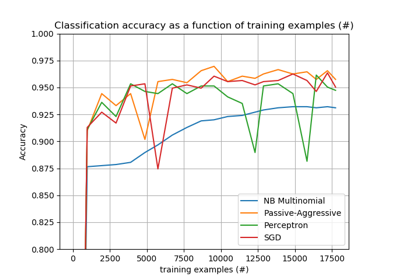 Classification accuracy as a function of training examples (#)
1.000
0.975
0.950
0.925
0.900
0.875
0.850
0.825
0.800
Accuracy
NB Multinomial
Passive-Aggressive
Perceptron
SGD
0 2500 5000 7500 10000 12500 15000 17500
training examples (#)